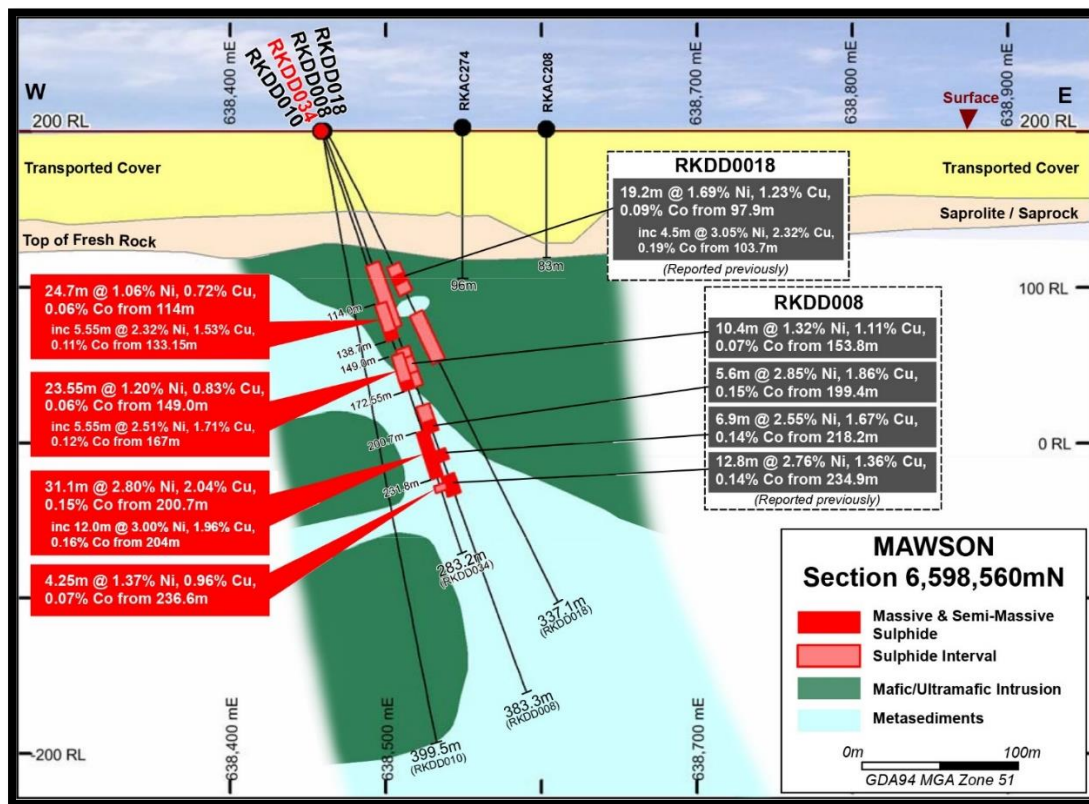 638,400 mE
638,700 mE
638,800 mE
638,900 mE
RKDD018
RKDD008
RKDD034
RKDD010
RKAC274
RKAC208
W
E
Surface
200 RL
200 RL
Transported Cover
Transported Cover
Saprolite / Saprock
Top of Fresh Rock
RKDD0018
19.2m @ 1.69% Ni, 1.23% Cu,
0.09% Co from 97.9m
inc 4.5m @ 3.05% Ni, 2.32% Cu,
0.19% Co from 103.7m
(Reported previously)
83m
96m
100 RL
24.7m @ 1.06% Ni, 0.72% Cu,
0.06% Co from 114m
inc 5.55m @ 2.32% Ni, 1.53% Cu,
0.11% Co from 133.15m
114.0m
138.7m
149.0m
172.55m
200.7m
231.8m
RKDD008
10.4m @ 1.32% Ni, 1.11% Cu,
0.07% Co from 153.8m
5.6m @ 2.85% Ni, 1.86% Cu,
0.15% Co from 199.4m
6.9m @ 2.55% Ni, 1.67% Cu,
0.14% Co from 218.2m
12.8m @ 2.76% Ni, 1.36% Cu,
0.14% Co from 234.9m
(Reported previously)
0 RL
23.55m @ 1.20% Ni, 0.83% Cu,
0.06% Co from 149.0m
inc 5.55m @ 2.51% Ni, 1.71% Cu,
0.12% Co from 167m
31.1m @ 2.80% Ni, 2.04% Cu,
0.15% Co from 200.7m
inc 12.0m @ 3.00% Ni, 1.96% Cu,
0.16% Co from 204m
4.25m @ 1.37% Ni, 0.96% Cu,
0.07% Co from 236.6m
283.2m
(RKDD034)
337.1m
(RKDD018)
383.3m
(RKDD008)
399.5m
(RKDD010)
-200 RL
638,400 mE
638,500 mE
638,700 mE
MAWSON
Section 6,598,560mN
Massive & Semi-Massive
Sulphide
Sulphide Interval
Mafic/Ultramafic Intrusion
Metasediments
0m
100m
GDA94 MGA Zone 51